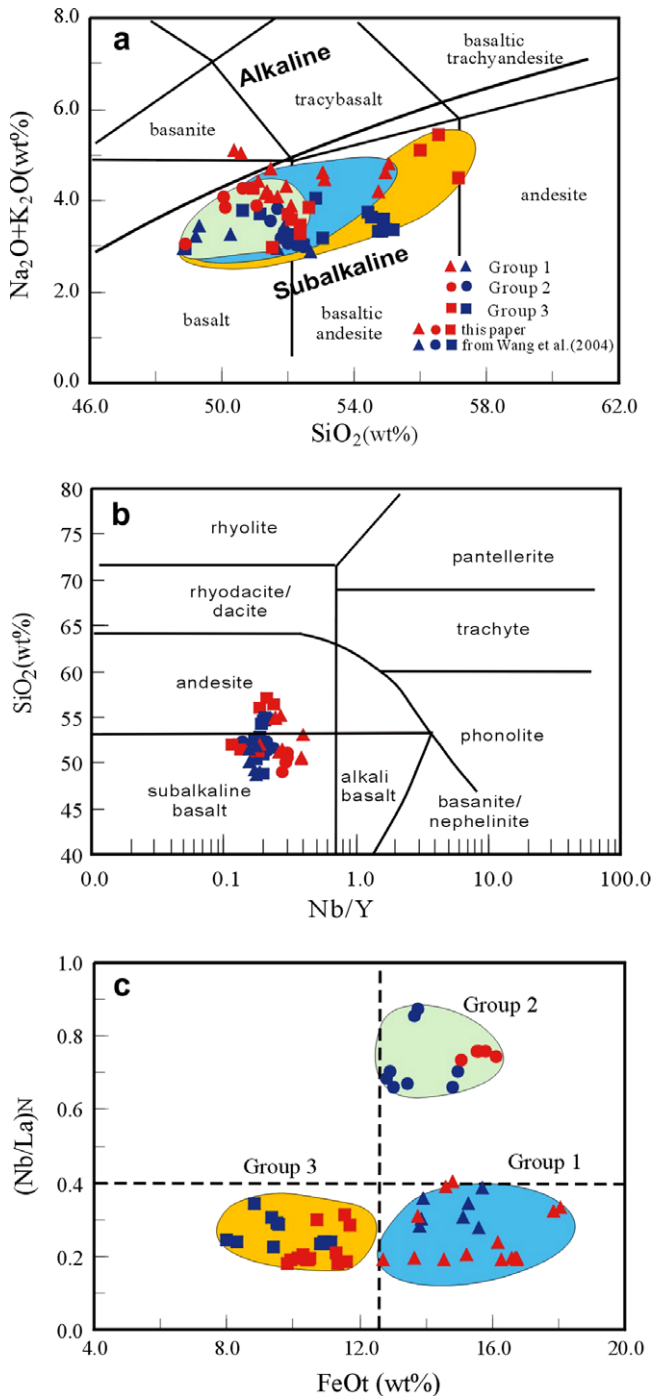 a
8.0
6.0
4.0
2.0
0.0
Na2O+K2O(wt%)
Alkaline
basaltic
trachyandesite
tracybasalt
basanite
andesite
Subalkaline
basalt
basaltic
andesite
Group 1
Group 2
Group 3
this paper
from Wang et al.(2004)
46.0 50.0 54.0 58.0 62.0
SiO2(wt%)
b
80
75
70
65
60
55
50
45
40
SiO2(wt%)
rhyolite
pantellerite
rhyodacite/
dacite
trachyte
andesite
phonolite
subalkaline
basalt
alkali
basalt
basanite/
nephelinite
0.0 0.1 1.0 10.0 100.0
Nb/Y
c
1.0
0.8
0.6
0.4
0.2
0.0
(Nb/La)N
Group 2
Group 3
Group 1
4.0 8.0 12.0 16.0 20.0
FeOt (wt%)